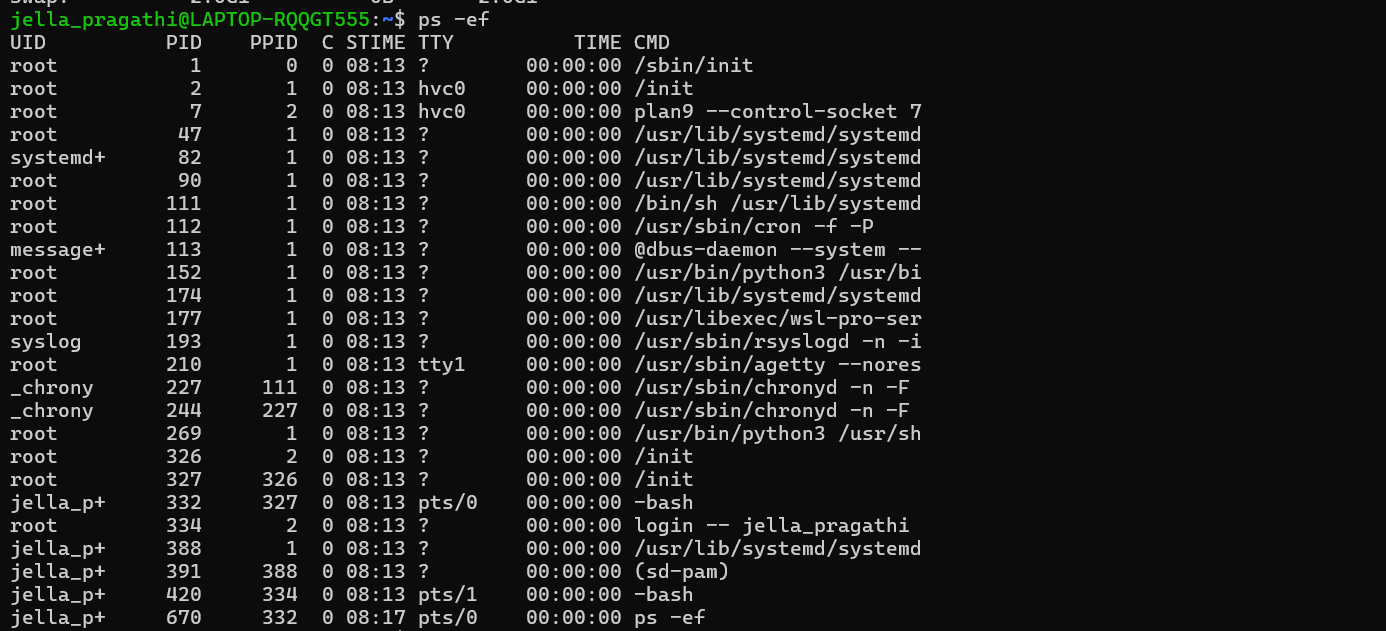 jella_pragathi@LAPTOP-RQQGT555:~$ ps -ef
UID          PID    PPID  C STIME TTY          TIME CMD
root           1       0  0 08:13 ?        00:00:00 /sbin/init
root           2       1  0 08:13 hvc0     00:00:00 /init
root           7       2  0 08:13 hvc0     00:00:00 plan9 --control-socket 7
root          47       1  0 08:13 ?        00:00:00 /usr/lib/systemd/systemd
systemd+      82       1  0 08:13 ?        00:00:00 /usr/lib/systemd/systemd
root          90       1  0 08:13 ?        00:00:00 /usr/lib/systemd/systemd
root         111       1  0 08:13 ?        00:00:00 /bin/sh /usr/lib/systemd
root         112       1  0 08:13 ?        00:00:00 /usr/sbin/cron -f -P
message+     113       1  0 08:13 ?        00:00:00 @dbus-daemon --system --
root         152       1  0 08:13 ?        00:00:00 /usr/bin/python3 /usr/bi
root         174       1  0 08:13 ?        00:00:00 /usr/lib/systemd/systemd
root         177       1  0 08:13 ?        00:00:00 /usr/libexec/wsl-pro-ser
syslog       193       1  0 08:13 ?        00:00:00 /usr/sbin/rsyslogd -n -i
root         210       1  0 08:13 tty1     00:00:00 /usr/sbin/agetty --nores
_chrony      227     111  0 08:13 ?        00:00:00 /usr/sbin/chronyd -n -F
_chrony      244     227  0 08:13 ?        00:00:00 /usr/sbin/chronyd -n -F
root         269       1  0 08:13 ?        00:00:00 /usr/bin/python3 /usr/sh
root         326       2  0 08:13 ?        00:00:00 /init
root         327     326  0 08:13 ?        00:00:00 /init
jella_p+     332     327  0 08:13 pts/0    00:00:00 -bash
root         334       2  0 08:13 ?        00:00:00 login -- jella_pragathi
jella_p+     388       1  0 08:13 ?        00:00:00 /usr/lib/systemd/systemd
jella_p+     391     388  0 08:13 ?        00:00:00 (sd-pam)
jella_p+     420     334  0 08:13 pts/1    00:00:00 -bash
jella_p+     670     332  0 08:17 pts/0    00:00:00 ps -ef